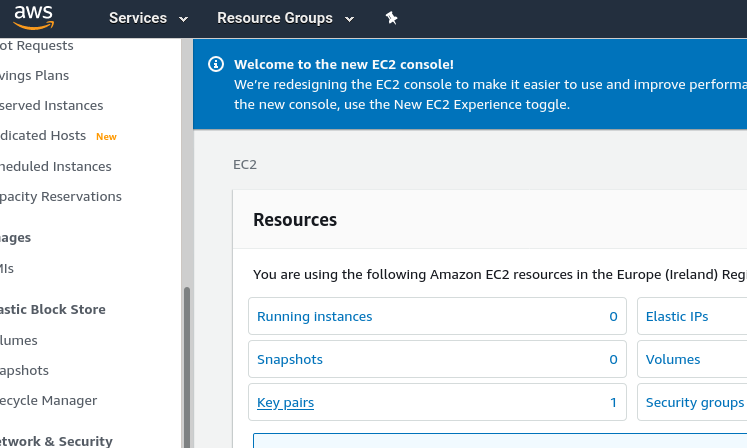 aws
Services
Resource Groups
ot Requests
vings Plans
served Instances
dicated Hosts New
heduled Instances
pacity Reservations
ages
MIs
astic Block Store
lumes
apshots
ecycle Manager
etwork & Security
Welcome to the new EC2 console!
We're redesigning the EC2 console to make it easier to use and improve performa
the new console, use the New EC2 Experience toggle.
EC2
Resources
You are using the following Amazon EC2 resources in the Europe (Ireland) Regi
Running instances 0
Elastic IPs
Snapshots 0
Volumes
Key pairs 1
Security groups